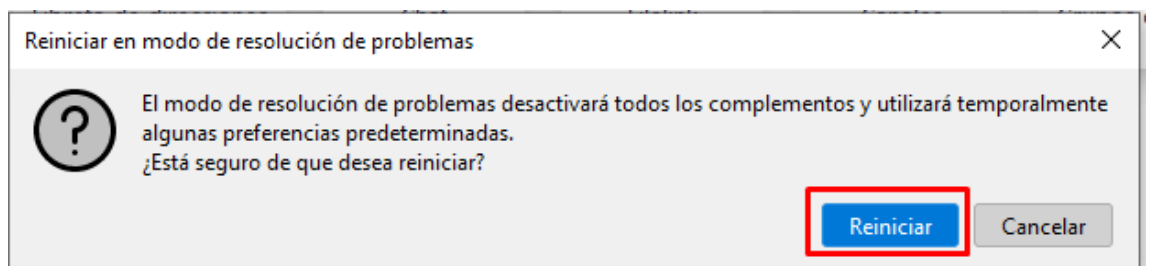 Reiniciar en modo de resolución de problemas
El modo de resolución de problemas desactivará todos los complementos y utilizará temporalmente
algunas preferencias predeterminadas.
¿Está seguro de que desea reiniciar?
Reiniciar
Cancelar